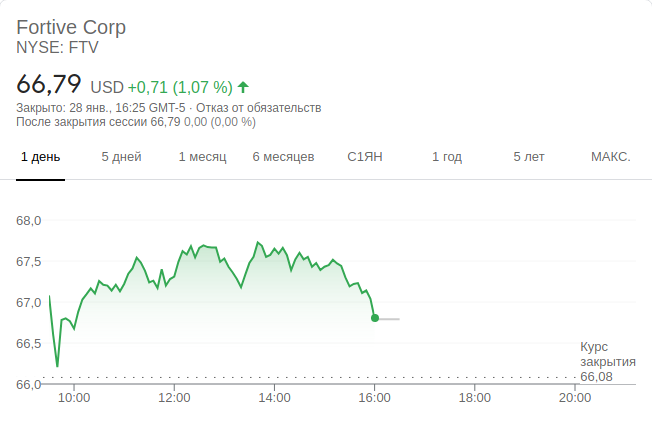 Fortive Corp
NYSE: FTV
66,79 USD +0,71 (1,07 %)
Закрыто: 28 янв., 16:25 GMT-5 · Отказ от обязательств
После закрытия сессии 66,79 0,00 (0,00 %)
1 день 5 дней 1 месяц 6 месяцев С1ЯН 1 год 5 лет МАКС.
68,0
67,5
67,0
66,5
66,0
Курс
закрытия
66,08
10:00 12:00 14:00 16:00 18:00 20:00